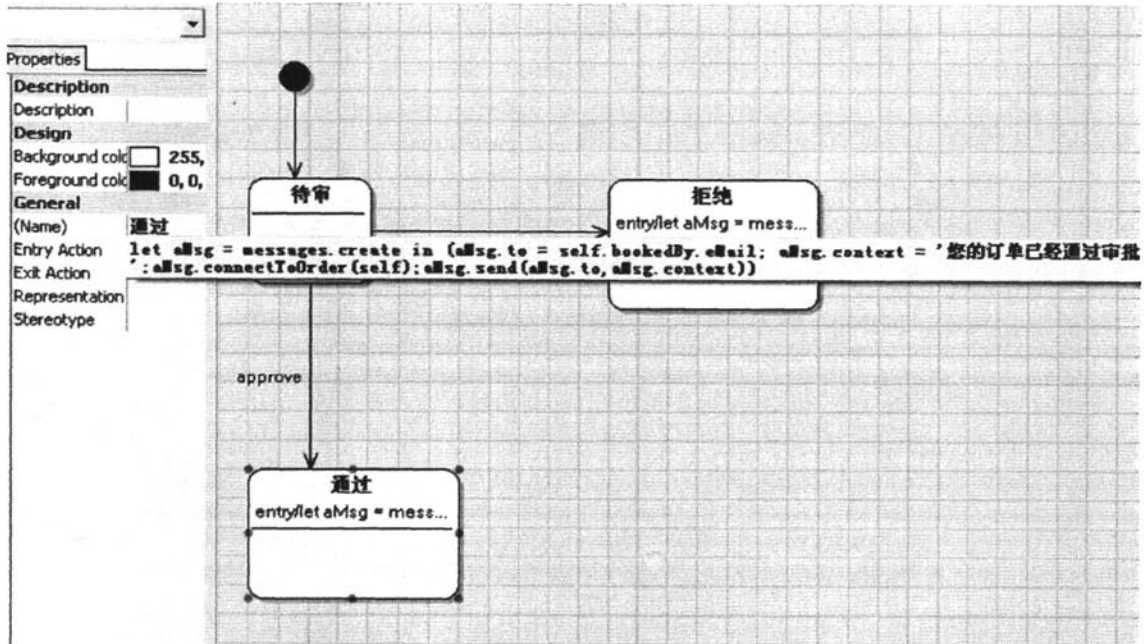 Properties
Description
Description
Design
Background colo 255,
Foreground colo 0, 0,
General
(Name) 通过
Entry Action
Exit Action
Representation
Stereotype
let aMsg = messages.create in (aMsg.to = self.bookedBy.eMail; aMsg.context = '您的订单已经通过审批
';aMsg.connectToOrder(self);aMsg.send(aMsg.to,aMsg.context))
待审
拒绝
entry/let aMsg = mess...
approve
通过
entry/let aMsg = mess...